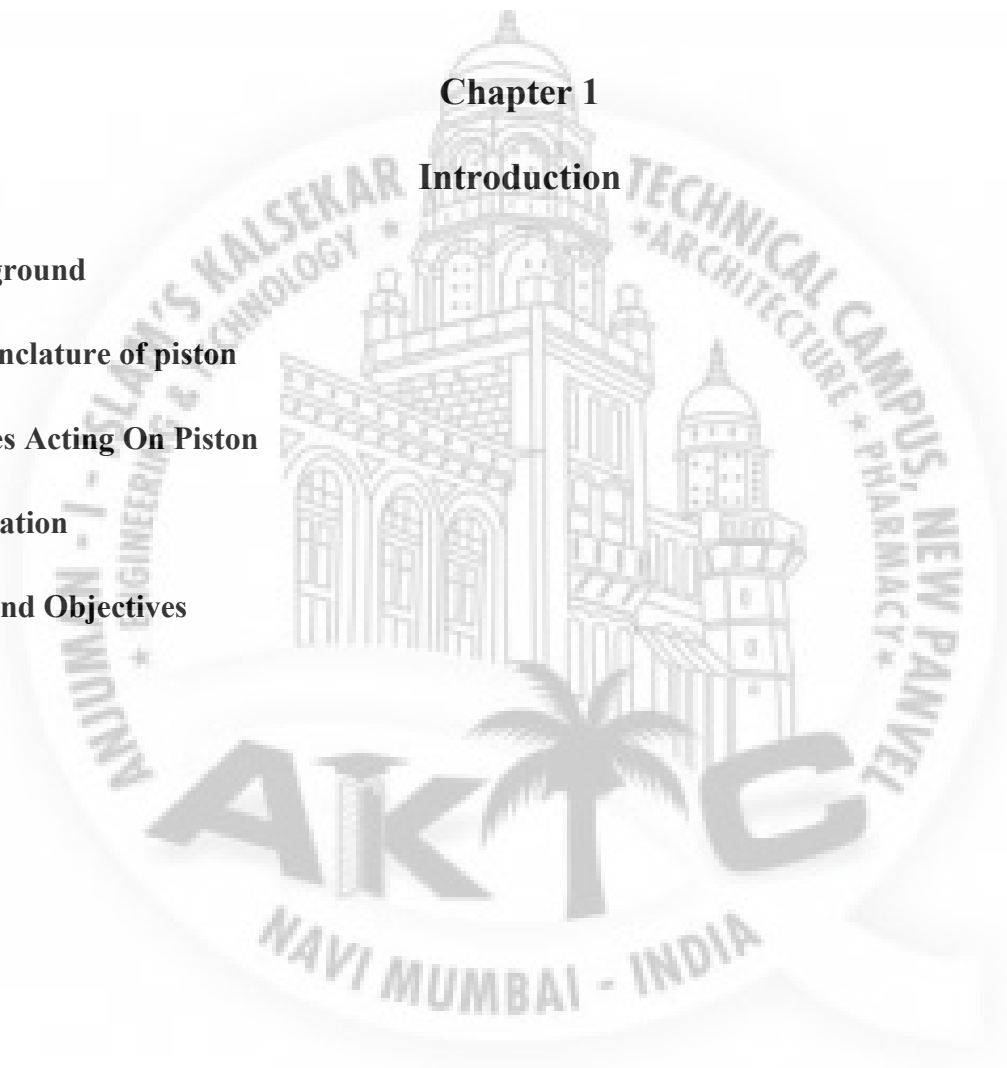 Chapter 1
Introduction
ground
nclature of piston
es Acting On Piston
ation
nd Objectives
ANJUMAN - I - ISLAM'S KALSEKAR TECHNICAL CAMPUS, NEW PANVEL
* ENGINEERING & TECHNOLOGY * *ARCHITECTURE * PHARMACY*
AKTC
NAVI MUMBAI - INDIA